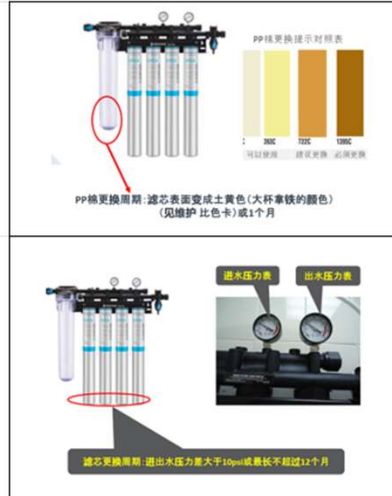 PP棉更换提示对照表
C 393C 722C 1395C
可以使用 建议更换 必须更换
PP棉更换周期:滤芯表面变成土黄色(大杯拿铁的颜色)
(见维护 比色卡)或1个月
进水压力表 出水压力表
滤芯更换周期:进出水压力差大于10psi或最长不超过12个月